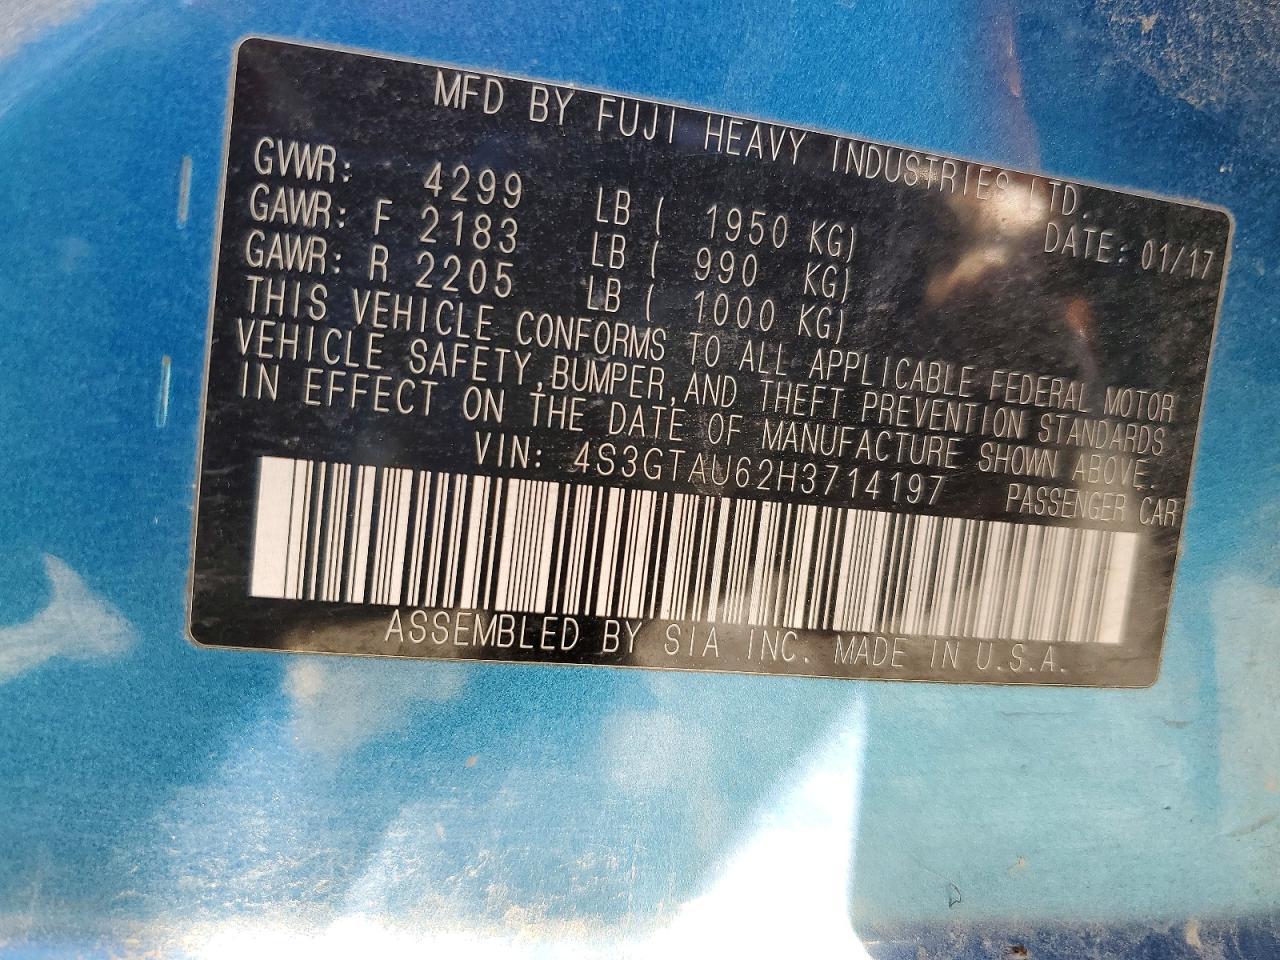 MFD BY FUJI HEAVY INDUSTRIES LTD.
GVWR: 4299 LB ( 1950 KG) DATE: 01/17
GAWR: F 2183 LB ( 990 KG)
GAWR: R 2205 LB ( 1000 KG)
THIS VEHICLE CONFORMS TO ALL APPLICABLE FEDERAL MOTOR
VEHICLE SAFETY, BUMPER, AND THEFT PREVENTION STANDARDS
IN EFFECT ON THE DATE OF MANUFACTURE SHOWN ABOVE.
VIN: 4S3GTAU62H3714197 PASSENGER CAR
ASSEMBLED BY SIA INC. MADE IN U.S.A.